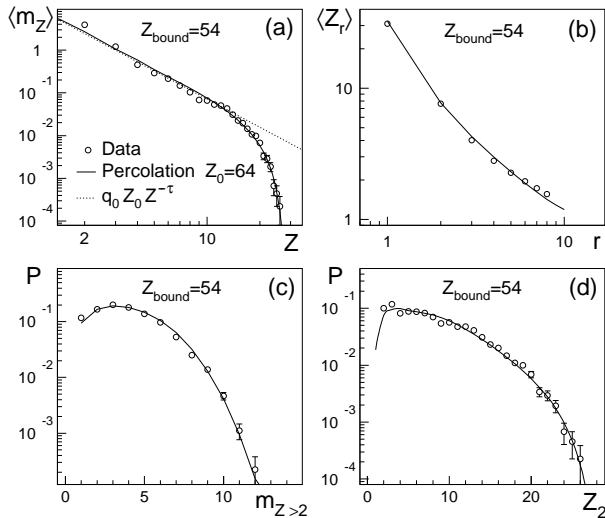 ⟨m_Z⟩ Z_bound=54 (a)
1
10^-1
10^-2
10^-3
10^-4
Data
Percolation Z_0=64
q_0 Z_0 Z^-τ
2 10 Z
⟨Z_r⟩ Z_bound=54 (b)
10
1
1 10 r
P Z_bound=54 (c)
10^-1
10^-2
10^-3
0 5 10 m_Z>2
P Z_bound=54 (d)
10^-1
10^-2
10^-3
10^-4
0 10 20 Z_2